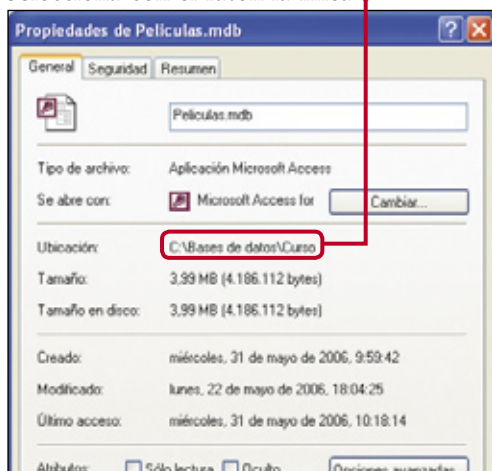 Propiedades de Peliculas.mdb
General Seguridad Resumen
Peliculas.mdb
Tipo de archivo: Aplicación Microsoft Access
Se abre con: Microsoft Access for Cambiar...
Ubicación: C:\Bases de datos\Curso
Tamaño: 3,99 MB (4.186.112 bytes)
Tamaño en disco: 3,99 MB (4.186.112 bytes)
Creado: miércoles, 31 de mayo de 2006, 9:59:42
Modificado: lunes, 22 de mayo de 2006, 18:04:25
Último acceso: miércoles, 31 de mayo de 2006, 10:18:14
Atributos: Sólo lectura Oculto Opciones avanzadas